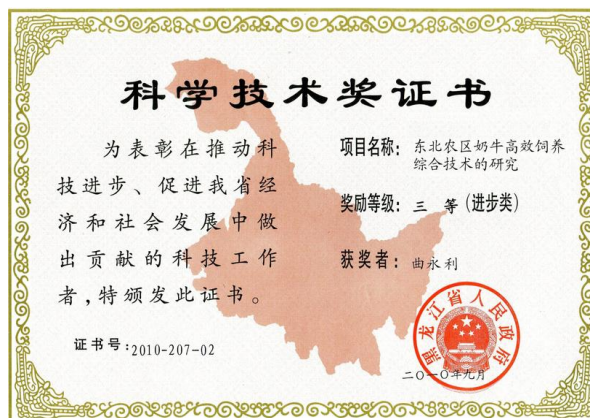 科学技术奖证书
为表彰在推动科
技进步、促进我省经
济和社会发展中做
出贡献的科技工作
者,特颁发此证书。
证书号:2010-207-02
项目名称: 东北农区奶牛高效饲养
综合技术的研究
奖励等级: 三 等(进步类)
获奖者: 曲永利
黑龙江省人民政府
二〇一〇年九月